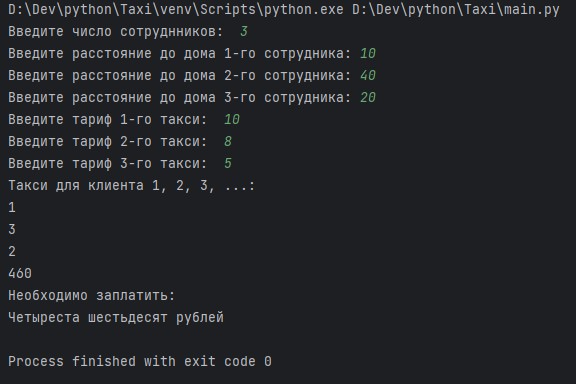 D:\Dev\python\Taxi\venv\Scripts\python.exe D:\Dev\python\Taxi\main.py
Введите число сотруднников:  3
Введите расстояние до дома 1-го сотрудника: 10
Введите расстояние до дома 2-го сотрудника: 40
Введите расстояние до дома 3-го сотрудника: 20
Введите тариф 1-го такси:  10
Введите тариф 2-го такси:  8
Введите тариф 3-го такси:  5
Такси для клиента 1, 2, 3, ...:
1
3
2
460
Необходимо заплатить:
Четыреста шестьдесят рублей
Process finished with exit code 0